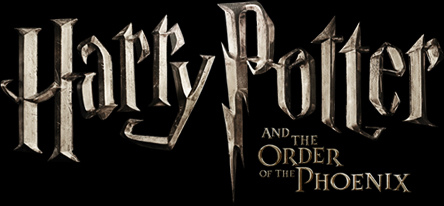 Harry Potter
AND THE
ORDER
OF THE PHOENIX